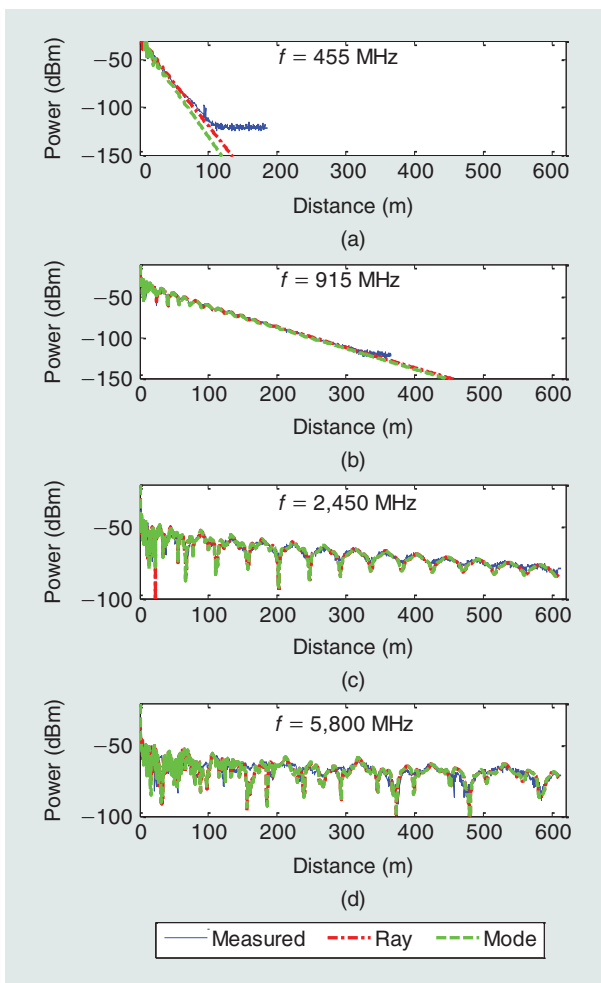 f = 455 MHz
Power (dBm)
−50
−100
−150
0 100 200 300 400 500 600
Distance (m)
(a)
f = 915 MHz
Power (dBm)
−50
−100
−150
0 100 200 300 400 500 600
Distance (m)
(b)
f = 2,450 MHz
Power (dBm)
−50
−100
0 100 200 300 400 500 600
Distance (m)
(c)
f = 5,800 MHz
Power (dBm)
−50
−100
0 100 200 300 400 500 600
Distance (m)
(d)
Measured Ray Mode